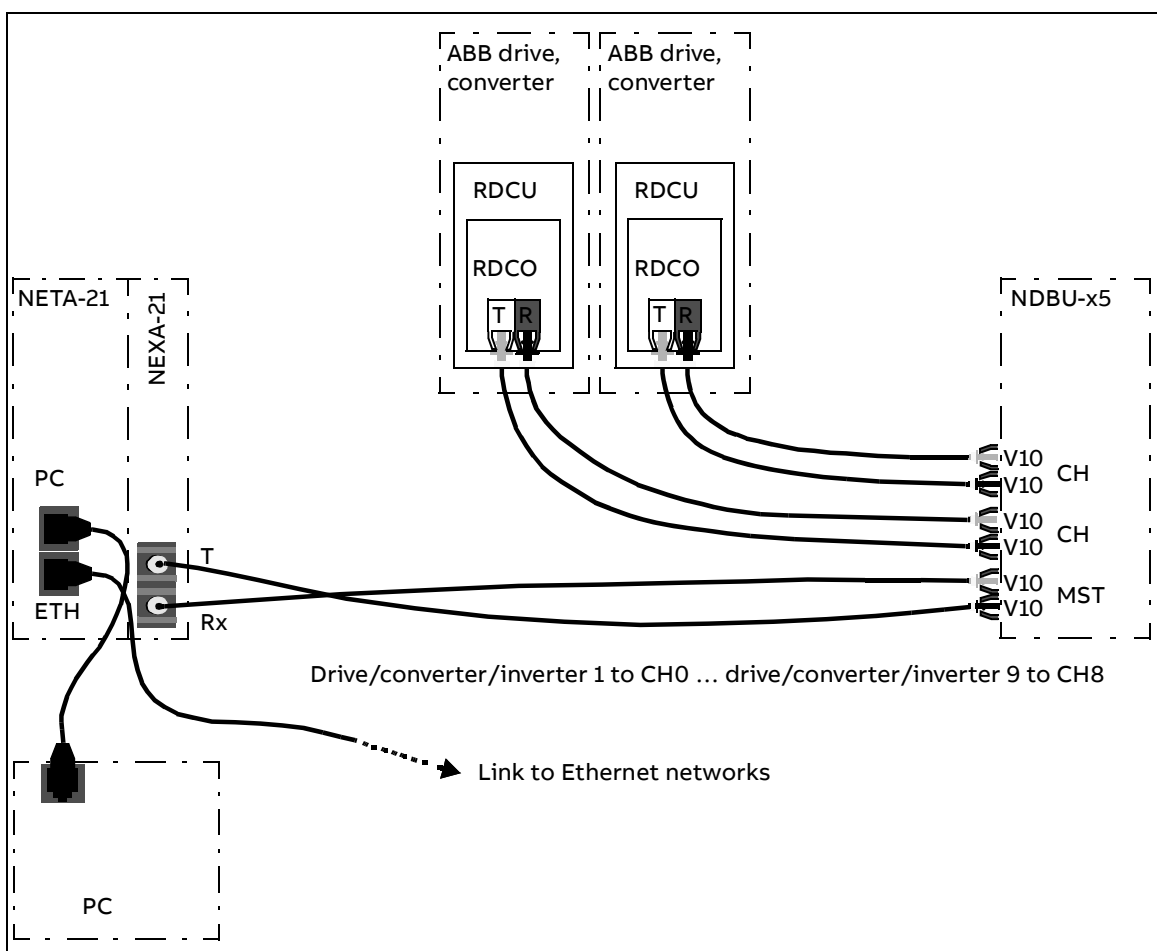 ABB drive,
converter
ABB drive,
converter
RDCU
RDCU
RDCO
RDCO
T R
T R
NETA-21
NEXA-21
NDBU-x5
PC
ETH
T
Rx
V10
V10
CH
V10
V10
CH
V10
V10
MST
Drive/converter/inverter 1 to CH0 … drive/converter/inverter 9 to CH8
Link to Ethernet networks
PC